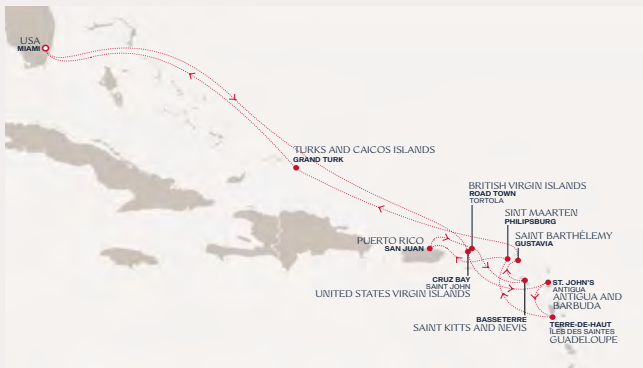 USA
MIAMI
TURKS AND CAICOS ISLANDS
GRAND TURK
BRITISH VIRGIN ISLANDS
ROAD TOWN
TORTOLA
SINT MAARTEN
PHILIPSBURG
SAINT BARTHÉLEMY
GUSTAVIA
PUERTO RICO
SAN JUAN
CRUZ BAY
SAINT JOHN
UNITED STATES VIRGIN ISLANDS
ST. JOHN'S
ANTIGUA
ANTIGUA AND
BARBUDA
BASSETERRE
SAINT KITTS AND NEVIS
TERRE-DE-HAUT
ÎLES DES SAINTES
GUADELOUPE